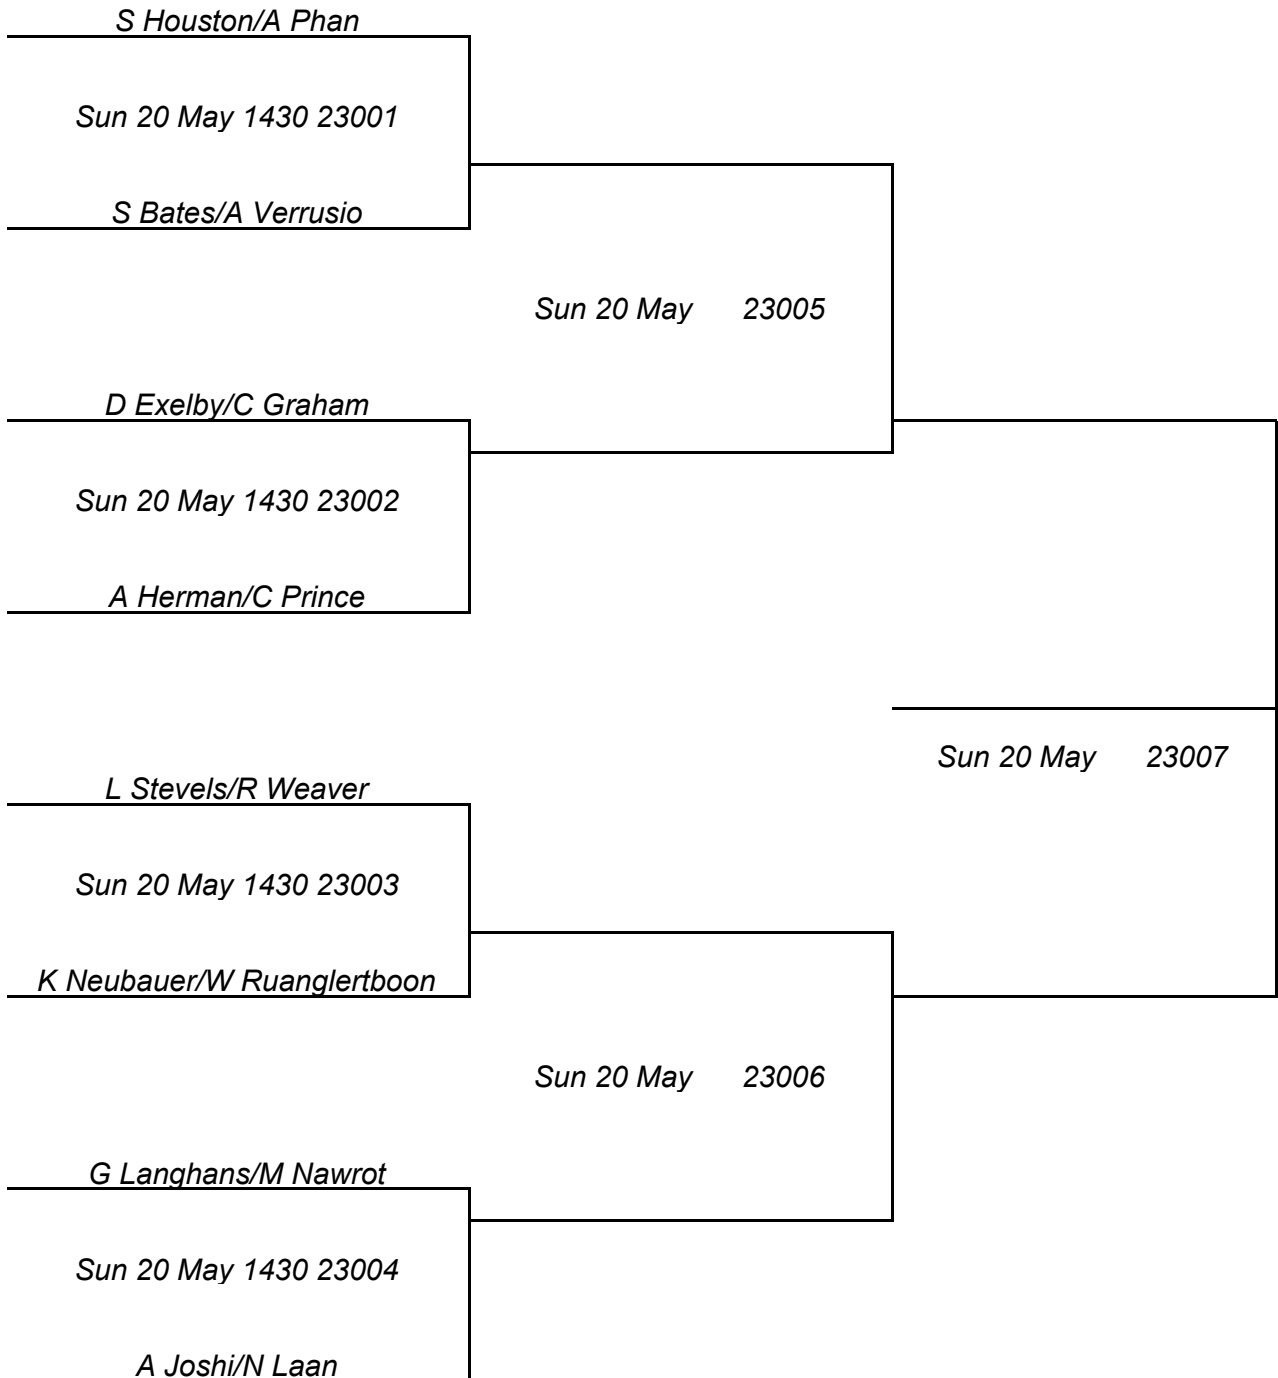 S Houston/A Phan
Sun 20 May 1430 23001
S Bates/A Verrusio
Sun 20 May 23005
D Exelby/C Graham
Sun 20 May 1430 23002
A Herman/C Prince
Sun 20 May 23007
L Stevels/R Weaver
Sun 20 May 1430 23003
K Neubauer/W Ruanglertboon
Sun 20 May 23006
G Langhans/M Nawrot
Sun 20 May 1430 23004
A Joshi/N Laan